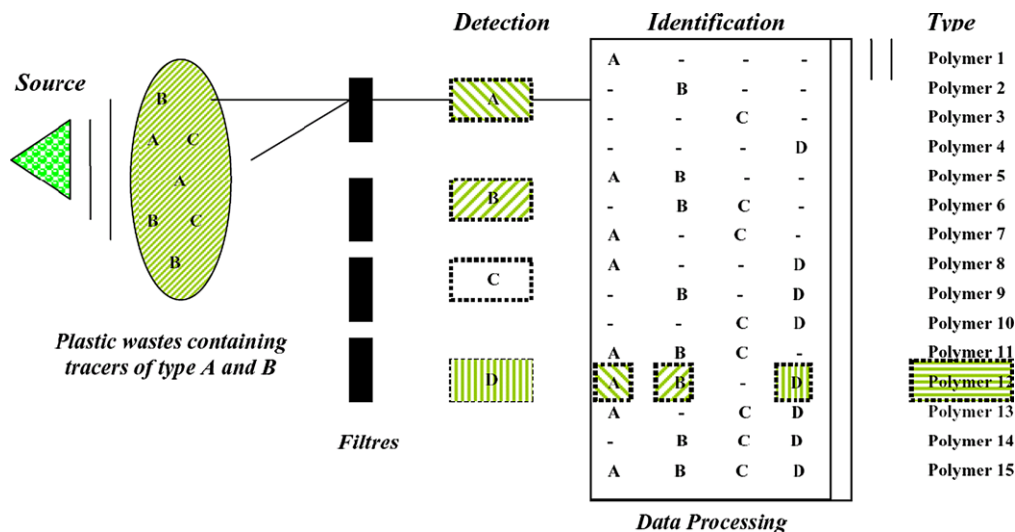 Detection Identification Type
Source
B
A C
A
B C
B
Plastic wastes containing
tracers of type A and B
Filtres
A
B
C
D
A - - - Polymer 1
- B - - Polymer 2
- - C - Polymer 3
- - - D Polymer 4
A B - - Polymer 5
- B C - Polymer 6
A - C - Polymer 7
A - - D Polymer 8
- B - D Polymer 9
- - C D Polymer 10
A B C - Polymer 11
A B - D Polymer 12
A - C D Polymer 13
- B C D Polymer 14
A B C D Polymer 15
Data Processing